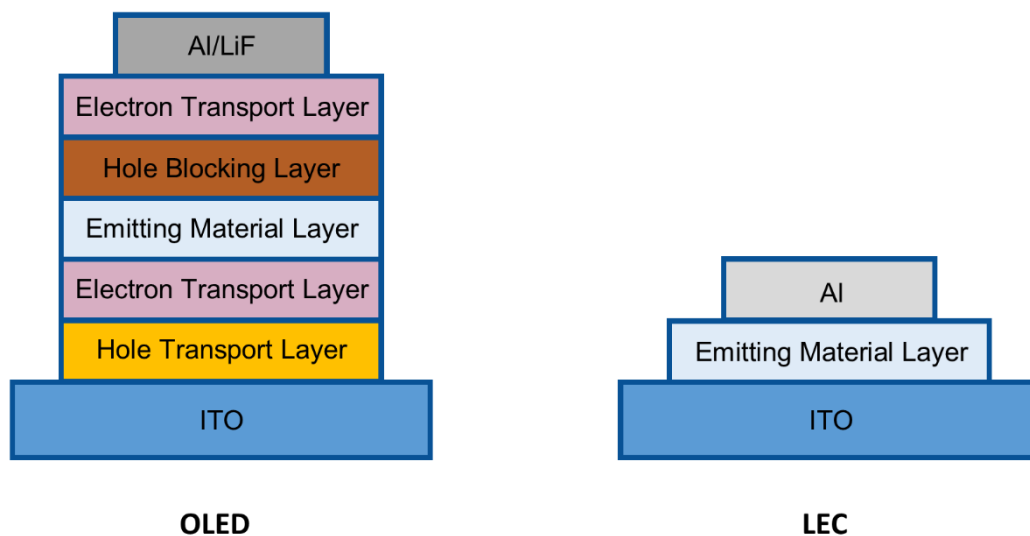 Al/LiF
Electron Transport Layer
Hole Blocking Layer
Emitting Material Layer
Electron Transport Layer
Hole Transport Layer
ITO
OLED
Al
Emitting Material Layer
ITO
LEC